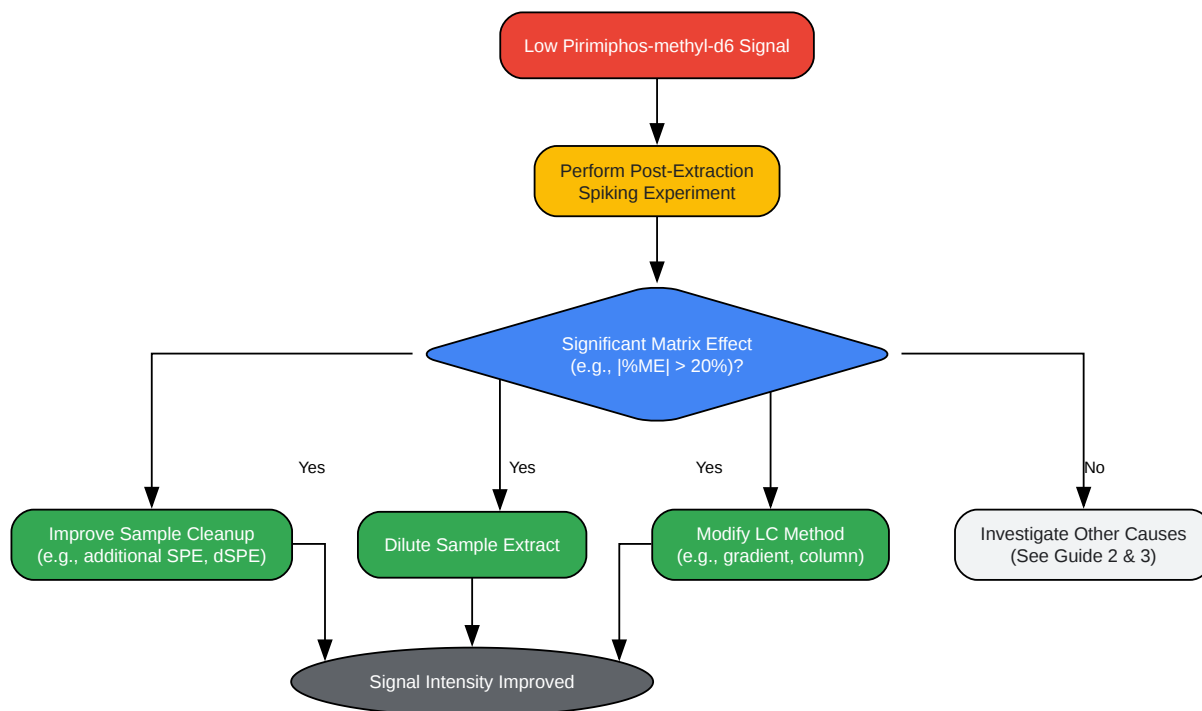 Low Pirimiphos-methyl-d6 Signal
Perform Post-Extraction
Spiking Experiment
Significant Matrix Effect
(e.g., |%ME| > 20%)?
Yes
Yes
Yes
No
Improve Sample Cleanup
(e.g., additional SPE, dSPE)
Dilute Sample Extract
Modify LC Method
(e.g., gradient, column)
Investigate Other Causes
(See Guide 2 & 3)
Signal Intensity Improved